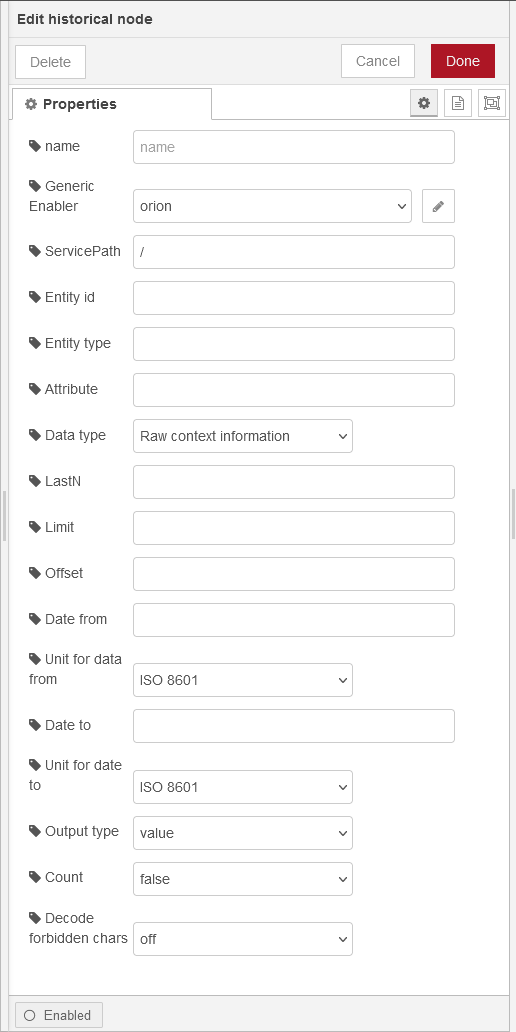 Edit historical node
Delete
Cancel
Done
Properties
name
name
Generic
Enabler
orion
ServicePath
/
Entity id
Entity type
Attribute
Data type
Raw context information
LastN
Limit
Offset
Date from
Unit for data
from
ISO 8601
Date to
Unit for date
to
ISO 8601
Output type
value
Count
false
Decode
forbidden chars
off
Enabled